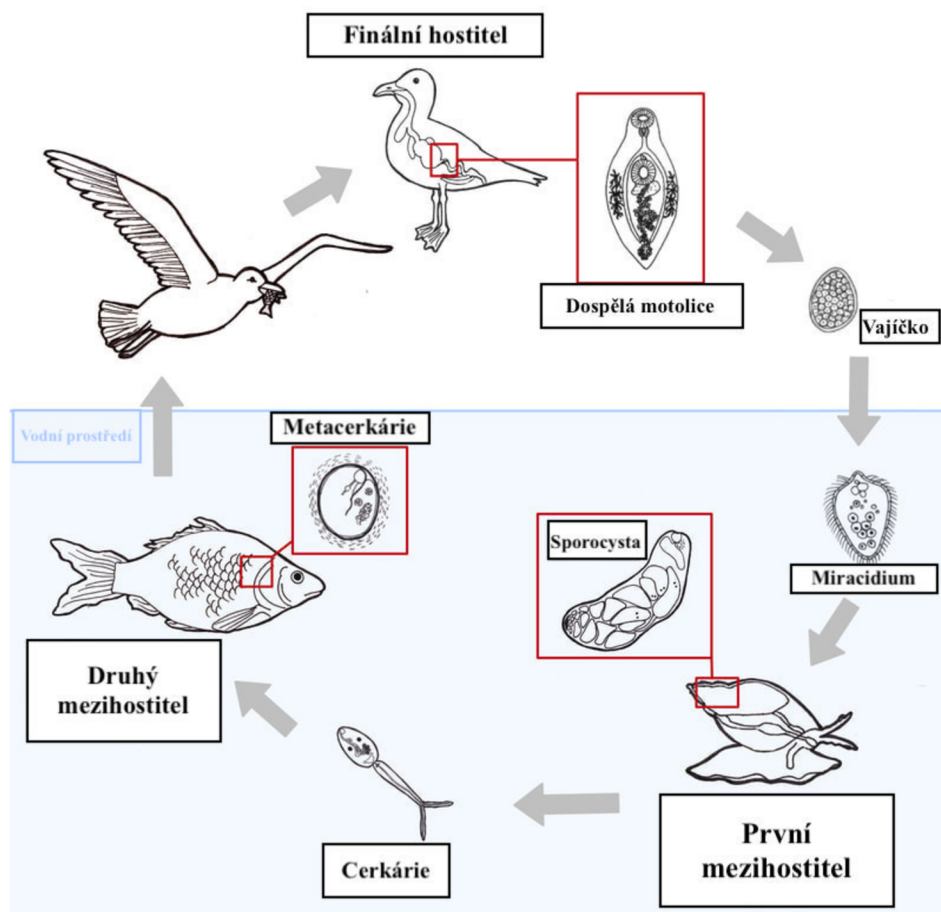 Finální hostitel
Dospělá motolice
Vajíčko
Vodní prostředí
Metacerkárie
Sporocysta
Miracidium
Druhý
mezihostitel
První
mezihostitel
Cerkárie